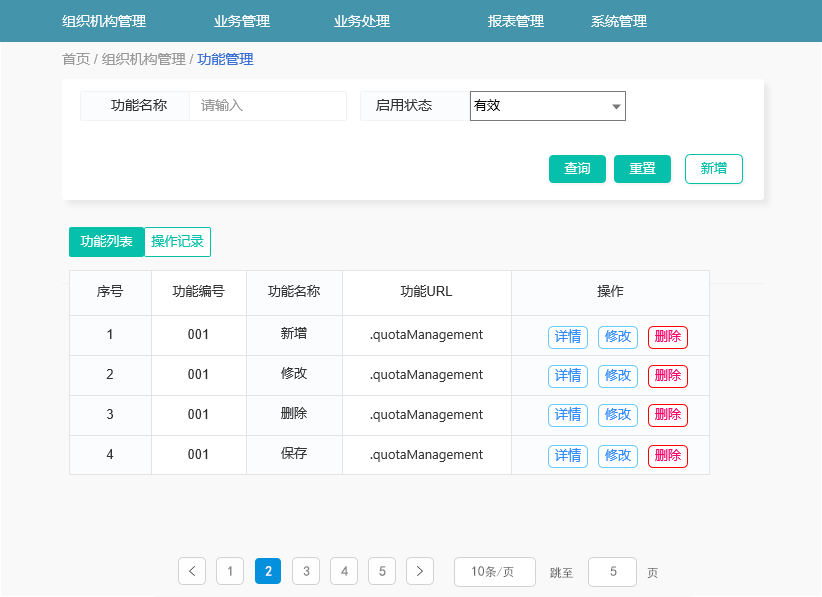 组织机构管理 业务管理 业务处理 报表管理 系统管理
首页 / 组织机构管理 / 功能管理
功能名称 请输入 启用状态 有效
查询 重置 新增
功能列表 操作记录
序号 功能编号 功能名称 功能URL 操作
1 001 新增 .quotaManagement 详情 修改 删除
2 001 修改 .quotaManagement 详情 修改 删除
3 001 删除 .quotaManagement 详情 修改 删除
4 001 保存 .quotaManagement 详情 修改 删除
< 1 2 3 4 5 > 10条/页 跳至 5 页